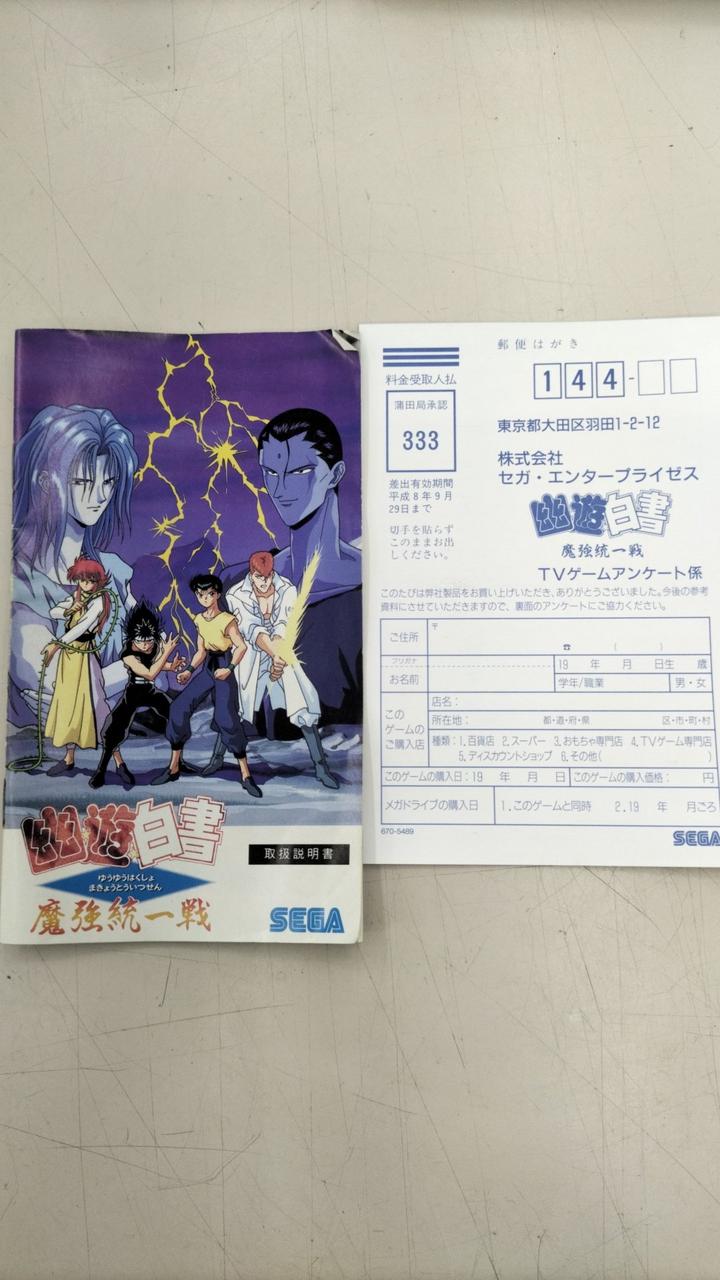 幽遊白書
取扱説明書
ゆうゆうはくしょ
まきょうとういつせん
魔強統一戦
SEGA
郵便はがき
料金受取人払
144-
蒲田局承認
333
差出有効期間
平成8年9月
29日まで
切手を貼らず
このままお出
しください。
東京都大田区羽田1-2-12
株式会社
セガ・エンタープライゼス
幽遊白書
魔強統一戦
TVゲームアンケート係
このたびは弊社製品をお買い上げいただき、ありがとうございました。今後の参考
資料にさせていただきますので、裏面のアンケートにご協力ください。
ご住所 〒
☎ ( )
フリガナ
お名前
19 年 月 日生 歳
学年/職業 男・女
この
ゲームの
ご購入店
店名:
所在地: 都・道・府・県 区・市・町・村
種類:1.百貨店 2.スーパー 3.おもちゃ専門店 4.TVゲーム専門店
5.ディスカウントショップ 6.その他( )
このゲームの購入日:19 年 月 日 このゲームの購入価格: 円
メガドライブの購入日 1.このゲームと同時 2.19 年 月ごろ
670-5489
SEGA